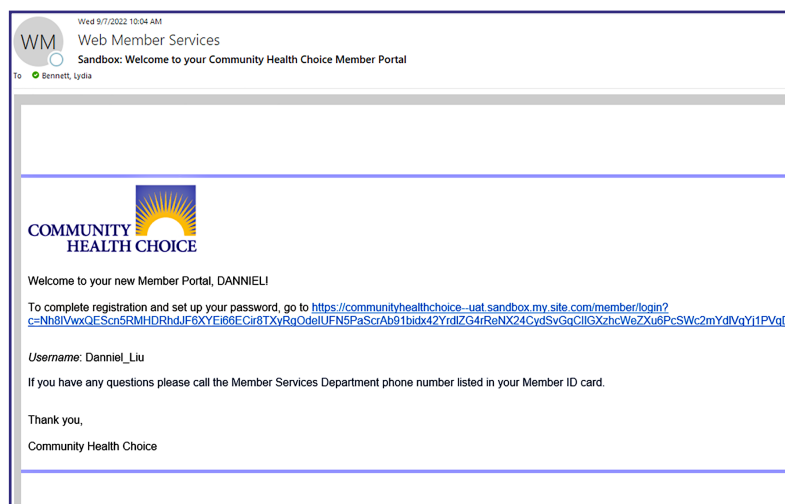 Wed 9/7/2022 10:04 AM
WM
Web Member Services
Sandbox: Welcome to your Community Health Choice Member Portal
To Bennett, Lydia
COMMUNITY
HEALTH CHOICE
Welcome to your new Member Portal, DANNIEL!
To complete registration and set up your password, go to https://communityhealthchoice--uat.sandbox.my.site.com/member/login?
c=Nh8IVwxQEScn5RMHDRhdJF6XYEi66ECir8TXyRgOdeIUFN5PaScrAb91bidx42YrdlZG4rReNX24CydSvGqCllGXzhcWeZXu6PcSWc2mYdlVqYj1PVq
Username: Danniel_Liu
If you have any questions please call the Member Services Department phone number listed in your Member ID card.
Thank you,
Community Health Choice